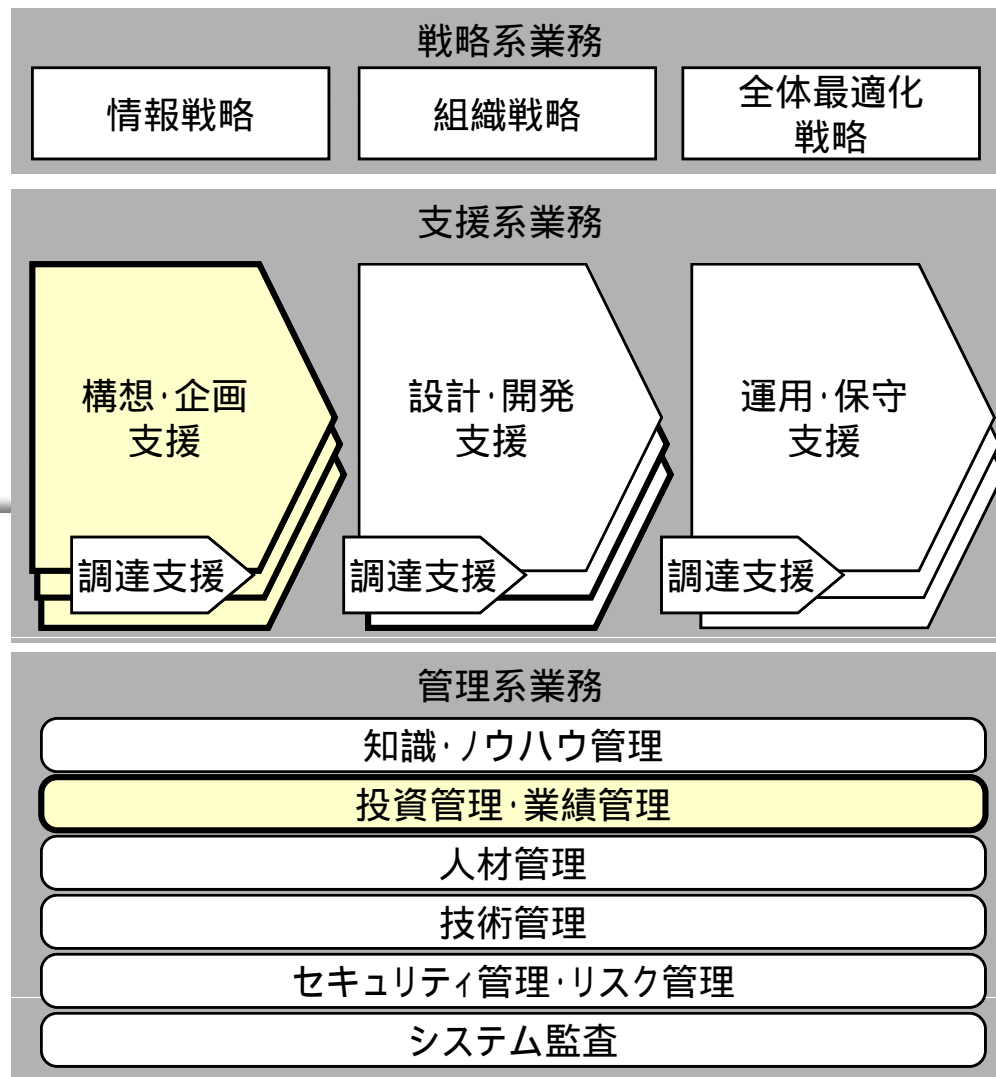 戦略系業務
情報戦略
組織戦略
全体最適化
戦略
支援系業務
構想・企画
支援
設計・開発
支援
運用・保守
支援
調達支援
調達支援
調達支援
管理系業務
知識・ノウハウ管理
投資管理・業績管理
人材管理
技術管理
セキュリティ管理・リスク管理
システム監査